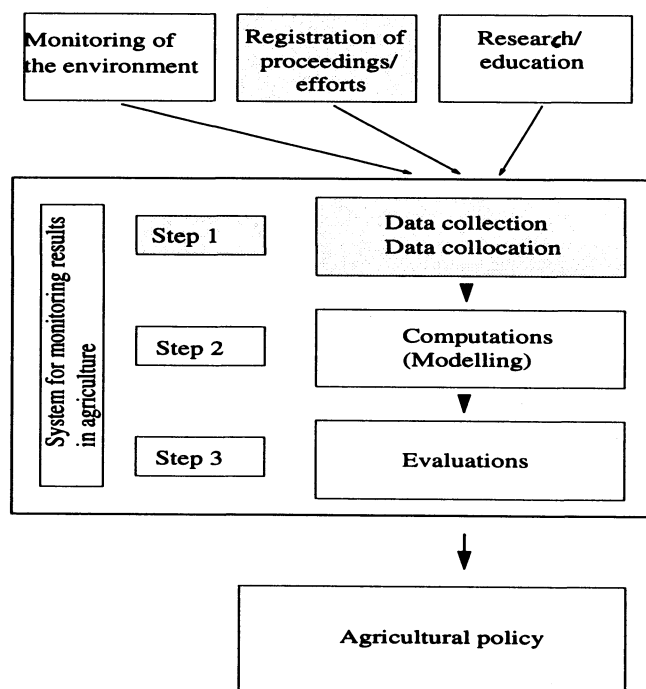 Monitoring of
the environment
Registration of
proceedings/
efforts
Research/
education
System for monitoring results
in agriculture
Step 1
Data collection
Data collocation
Step 2
Computations
(Modelling)
Step 3
Evaluations
Agricultural policy